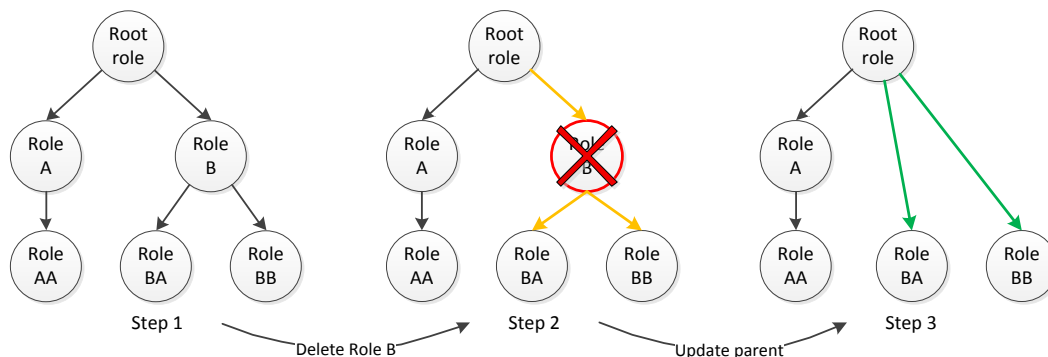 Root
role
Role
A
Role
B
Role
AA
Role
BA
Role
BB
Step 1
Delete Role B
Root
role
Role
A
Role
B
Role
AA
Role
BA
Role
BB
Step 2
Update parent
Root
role
Role
A
Role
AA
Role
BA
Role
BB
Step 3